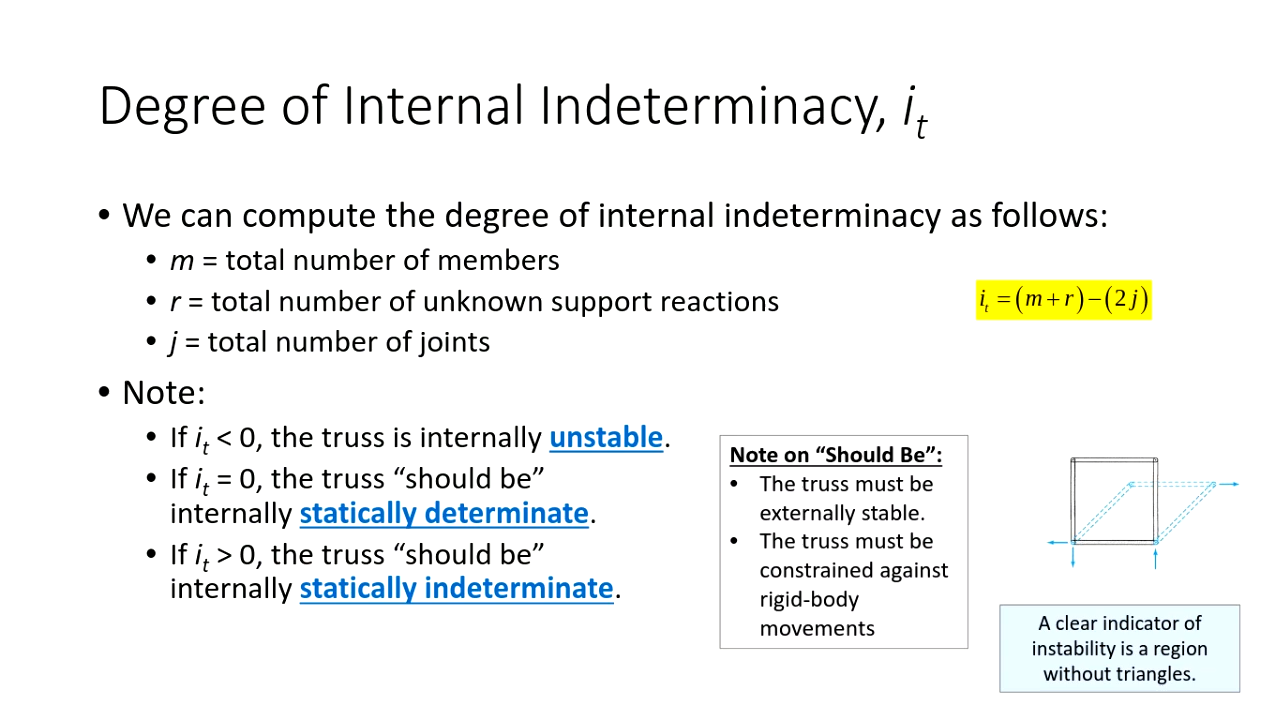 Degree of Internal Indeterminacy, i_t
• We can compute the degree of internal indeterminacy as follows:
• m = total number of members
• r = total number of unknown support reactions
• j = total number of joints
i_t = (m + r) − (2 j)
• Note:
• If i_t < 0, the truss is internally unstable.
• If i_t = 0, the truss “should be”
internally statically determinate.
• If i_t > 0, the truss “should be”
internally statically indeterminate.
Note on “Should Be”:
• The truss must be
externally stable.
• The truss must be
constrained against
rigid-body
movements
A clear indicator of
instability is a region
without triangles.